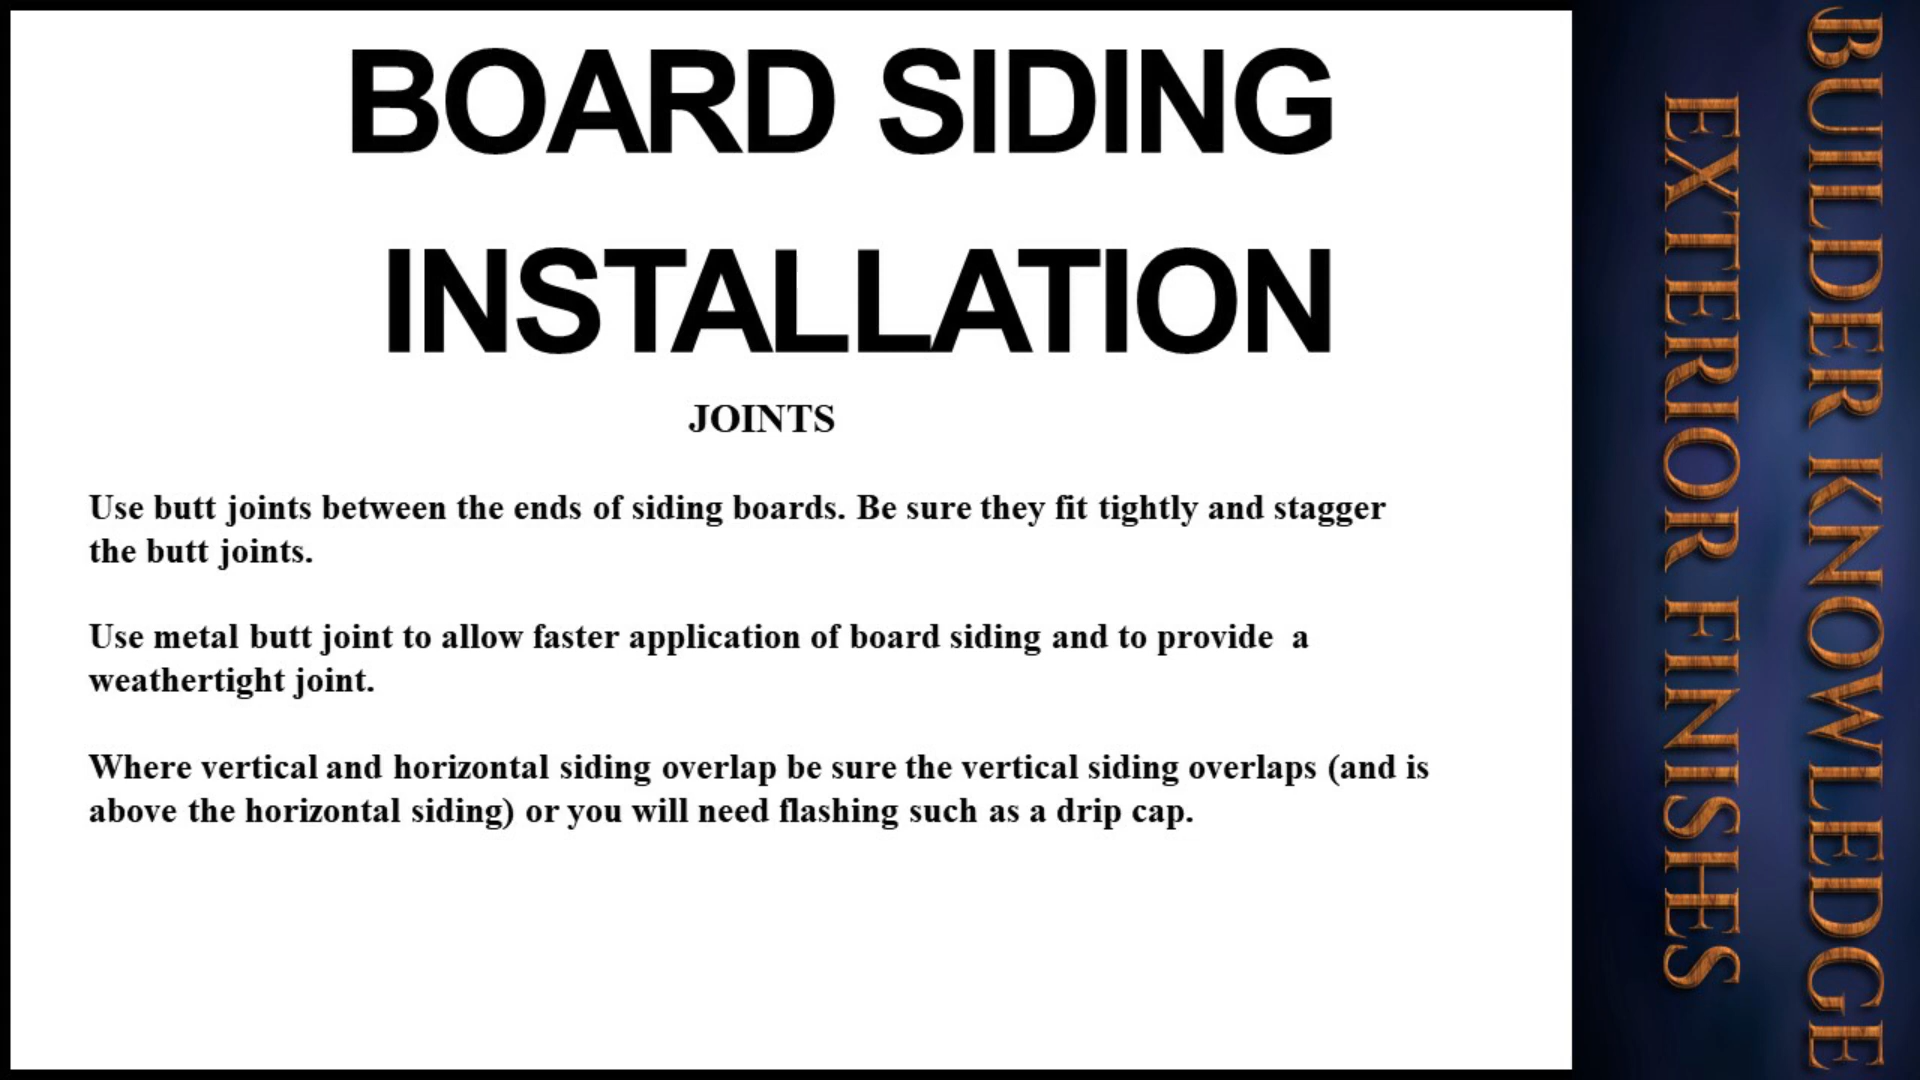 BOARD SIDING
INSTALLATION
JOINTS
Use butt joints between the ends of siding boards. Be sure they fit tightly and stagger
the butt joints.
Use metal butt joint to allow faster application of board siding and to provide  a
weathertight joint.
Where vertical and horizontal siding overlap be sure the vertical siding overlaps (and is
above the horizontal siding) or you will need flashing such as a drip cap.
BUILDER KNOWLEDGE
EXTERIOR FINISHES